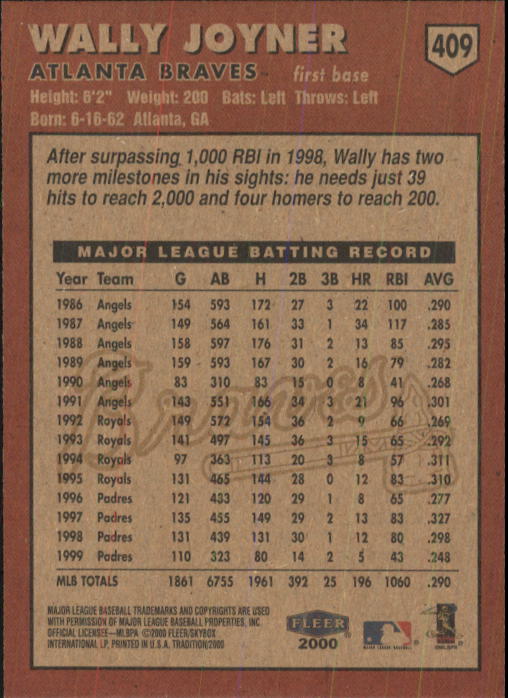 WALLY JOYNER
409
ATLANTA BRAVES first base
Height: 6'2" Weight: 200 Bats: Left Throws: Left
Born: 6-16-62 Atlanta, GA
After surpassing 1,000 RBI in 1998, Wally has two
more milestones in his sights: he needs just 39
hits to reach 2,000 and four homers to reach 200.
MAJOR LEAGUE BATTING RECORD
Year Team G AB H 2B 3B HR RBI AVG
1986 Angels 154 593 172 27 3 22 100 .290
1987 Angels 149 564 161 33 1 34 117 .285
1988 Angels 158 597 176 31 2 13 85 .295
1989 Angels 159 593 167 30 2 16 79 .282
1990 Angels 83 310 83 15 0 8 41 .268
1991 Angels 143 551 166 34 3 21 96 .301
1992 Royals 149 572 154 36 2 9 66 .269
1993 Royals 141 497 145 36 3 15 65 .292
1994 Royals 97 363 113 20 3 8 57 .311
1995 Royals 131 465 144 28 0 12 83 .310
1996 Padres 121 433 120 29 1 8 65 .277
1997 Padres 135 455 149 29 2 13 83 .327
1998 Padres 131 439 131 30 1 12 80 .298
1999 Padres 110 323 80 14 2 5 43 .248
MLB TOTALS 1861 6755 1961 392 25 196 1060 .290
Braves
MAJOR LEAGUE BASEBALL TRADEMARKS AND COPYRIGHTS ARE USED
WITH PERMISSION OF MAJOR LEAGUE BASEBALL PROPERTIES, INC.
OFFICIAL LICENSEE—MLBPA ©2000 FLEER/SKYBOX
INTERNATIONAL LP, PRINTED IN U.S.A. TRADITION/2000
FLEER
2000
MAJOR LEAGUE BASEBALL